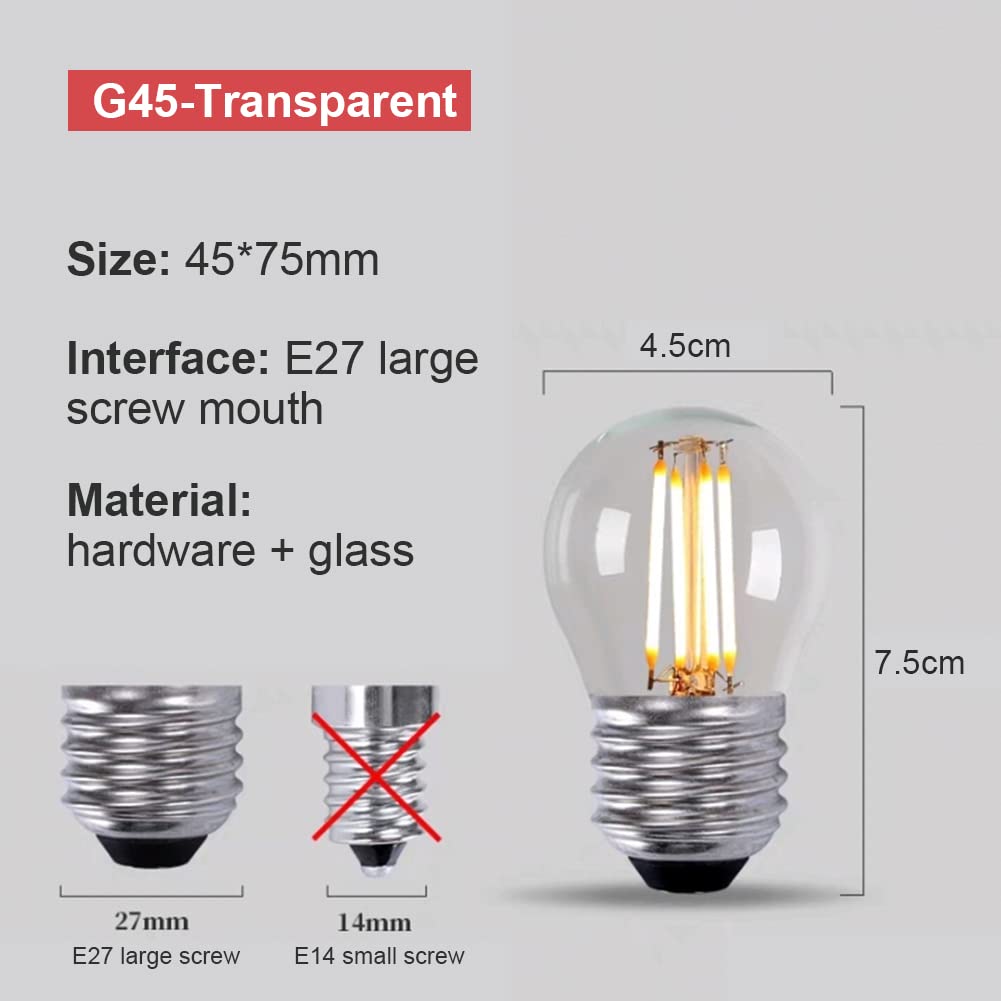 G45-Transparent
Size: 45*75mm
Interface: E27 large
screw mouth
Material:
hardware + glass
4.5cm
7.5cm
27mm
E27 large screw
14mm
E14 small screw